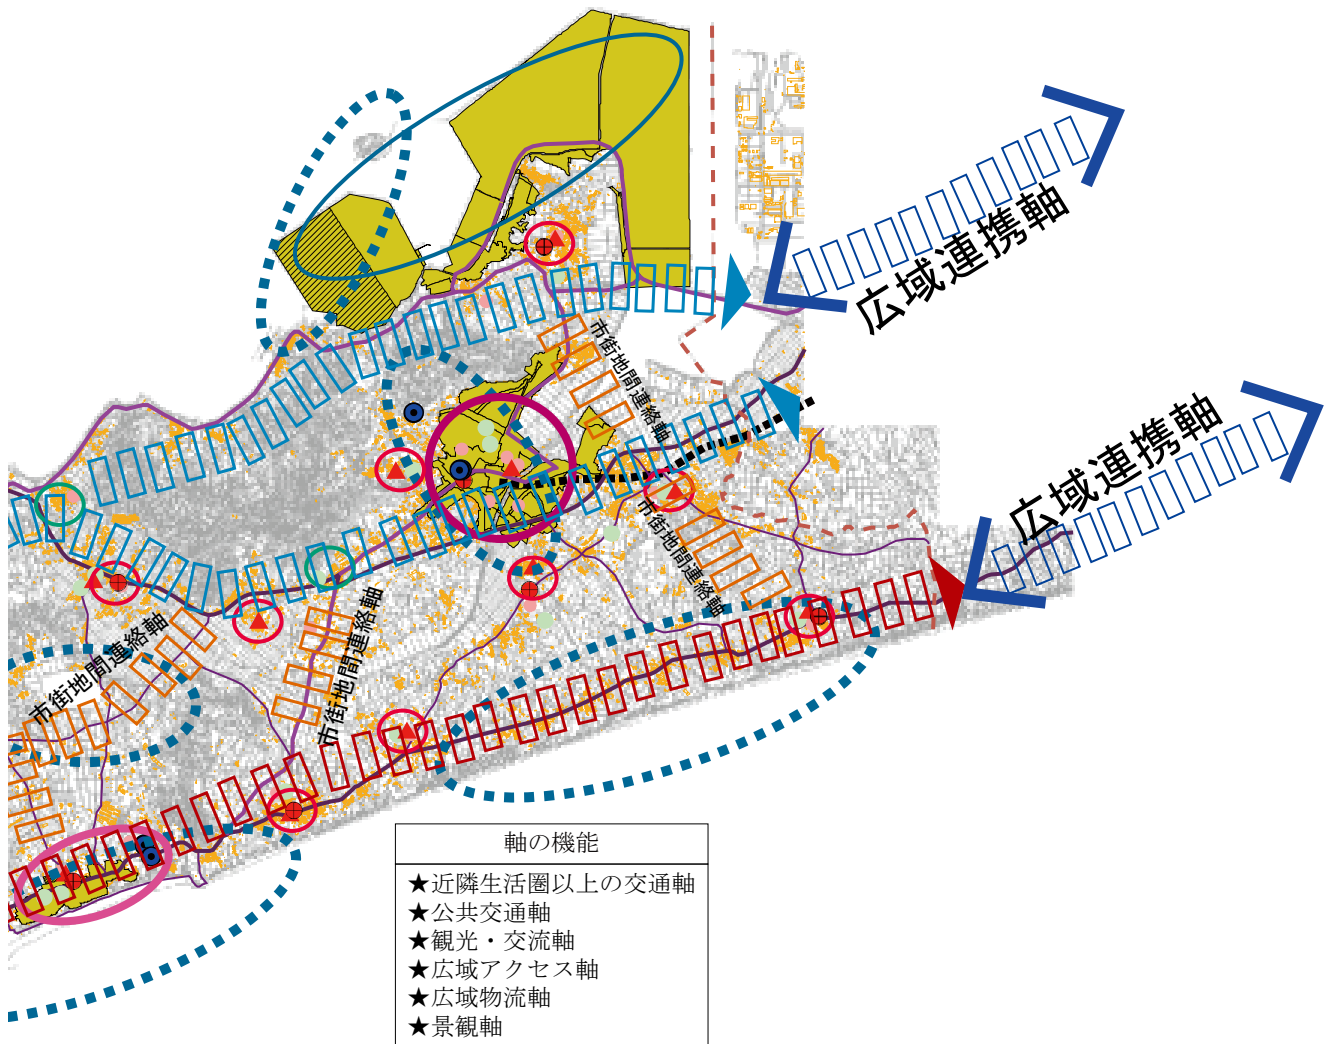 広域連携軸
市街地間連絡軸
広域連携軸
市街地間連絡軸
市街地間連絡軸
市街地間連絡軸
軸の機能
★近隣生活圏以上の交通軸
★公共交通軸
★観光・交流軸
★広域アクセス軸
★広域物流軸
★景観軸